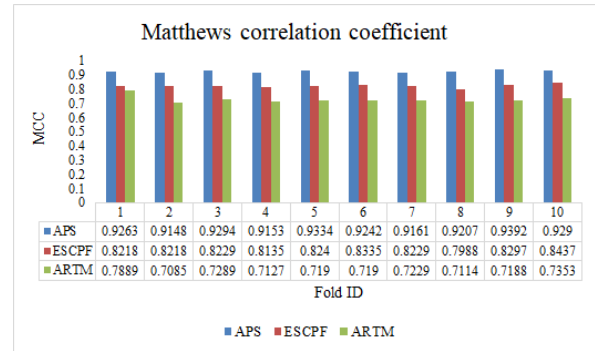 Matthews correlation coefficient
MCC
1
0.9
0.8
0.7
0.6
0.5
0.4
0.3
0.2
0.1
0
1 2 3 4 5 6 7 8 9 10
APS 0.9263 0.9148 0.9294 0.9153 0.9334 0.9242 0.9161 0.9207 0.9392 0.929
ESCPF 0.8218 0.8218 0.8229 0.8135 0.824 0.8335 0.8229 0.7988 0.8297 0.8437
ARTM 0.7889 0.7085 0.7289 0.7127 0.719 0.719 0.7229 0.7114 0.7188 0.7353
Fold ID
APS ESCPF ARTM